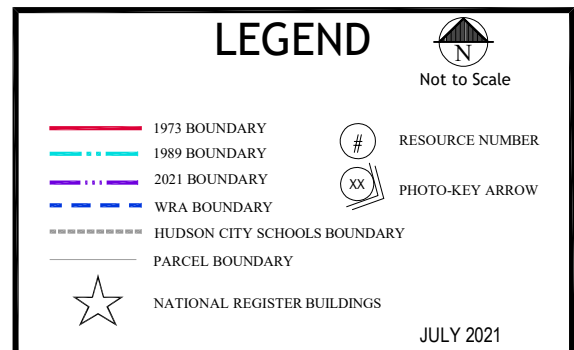 LEGEND
N
Not to Scale
1973 BOUNDARY
1989 BOUNDARY
2021 BOUNDARY
WRA BOUNDARY
HUDSON CITY SCHOOLS BOUNDARY
PARCEL BOUNDARY
NATIONAL REGISTER BUILDINGS
# RESOURCE NUMBER
XX PHOTO-KEY ARROW
JULY 2021